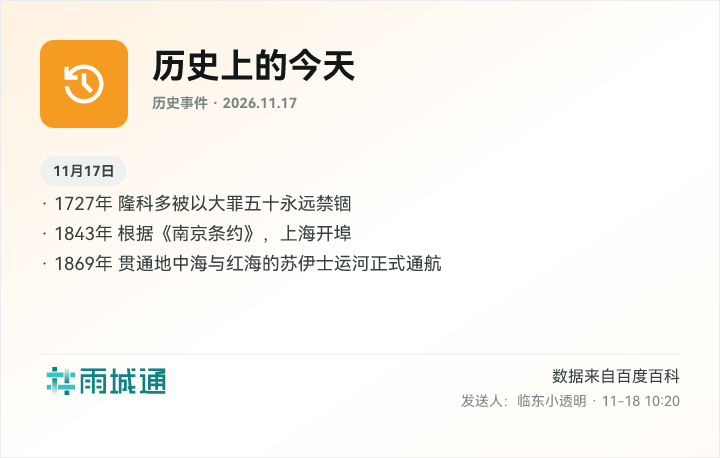 历史上的今天
历史事件 · 2026.11.17
11月17日
· 1727年 隆科多被以大罪五十永远禁锢
· 1843年 根据《南京条约》，上海开埠
· 1869年 贯通地中海与红海的苏伊士运河正式通航
雨城通
数据来自百度百科
发送人：临东小透明 · 11-18 10:20